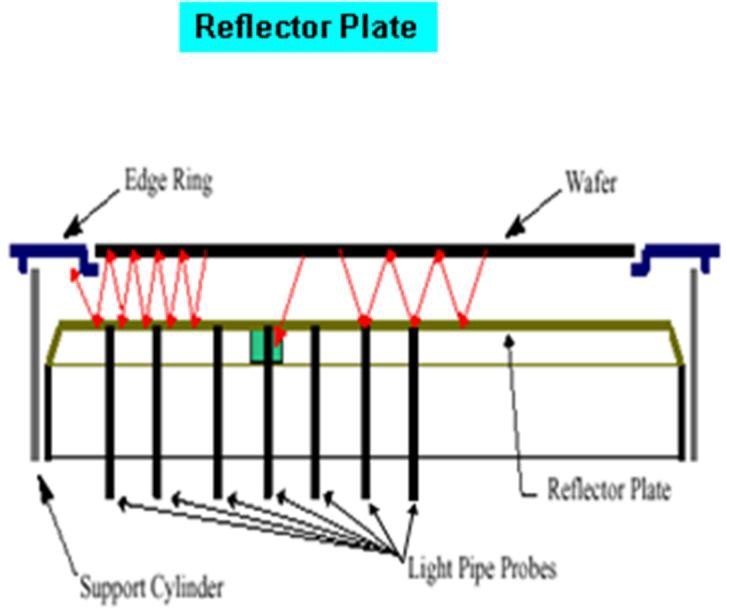 Reflector Plate
Edge Ring
Wafer
Reflector Plate
Light Pipe Probes
Support Cylinder